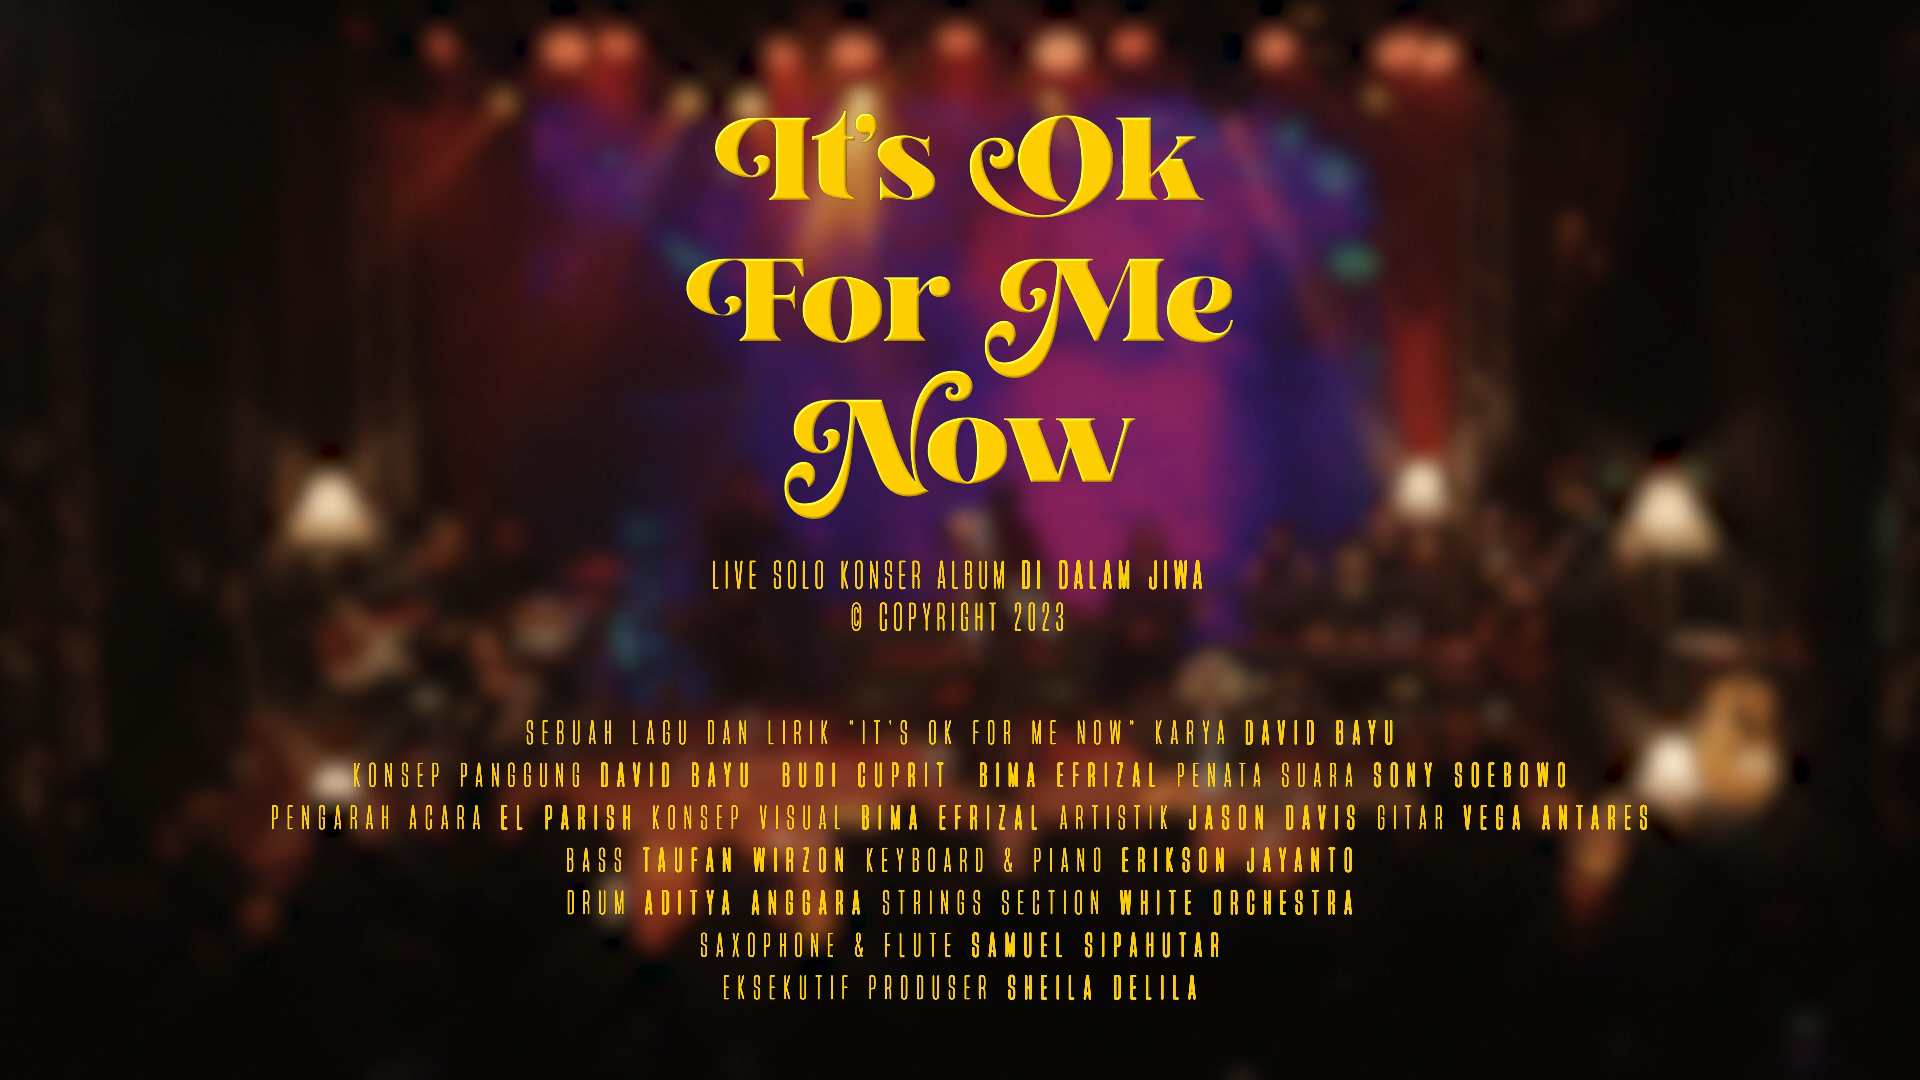 It's Ok
For Me
Now
LIVE SOLO KONSER ALBUM DI DALAM JIWA
© COPYRIGHT 2023
SEBUAH LAGU DAN LIRIK "IT'S OK FOR ME NOW" KARYA DAVID BAYU
KONSEP PANGGUNG DAVID BAYU BUDI CUPRIT BIMA EFRIZAL PENATA SUARA SONY SOEBOWO
PENGARAH ACARA EL PARISH KONSEP VISUAL BIMA EFRIZAL ARTISTIK JASON DAVIS GITAR VEGA ANTARES
BASS TAUFAN WIRZON KEYBOARD & PIANO ERIKSON JAYANTO
DRUM ADITYA ANGGARA STRINGS SECTION WHITE ORCHESTRA
SAXOPHONE & FLUTE SAMUEL SIPAHUTAR
EKSEKUTIF PRODUSER SHEILA DELILA